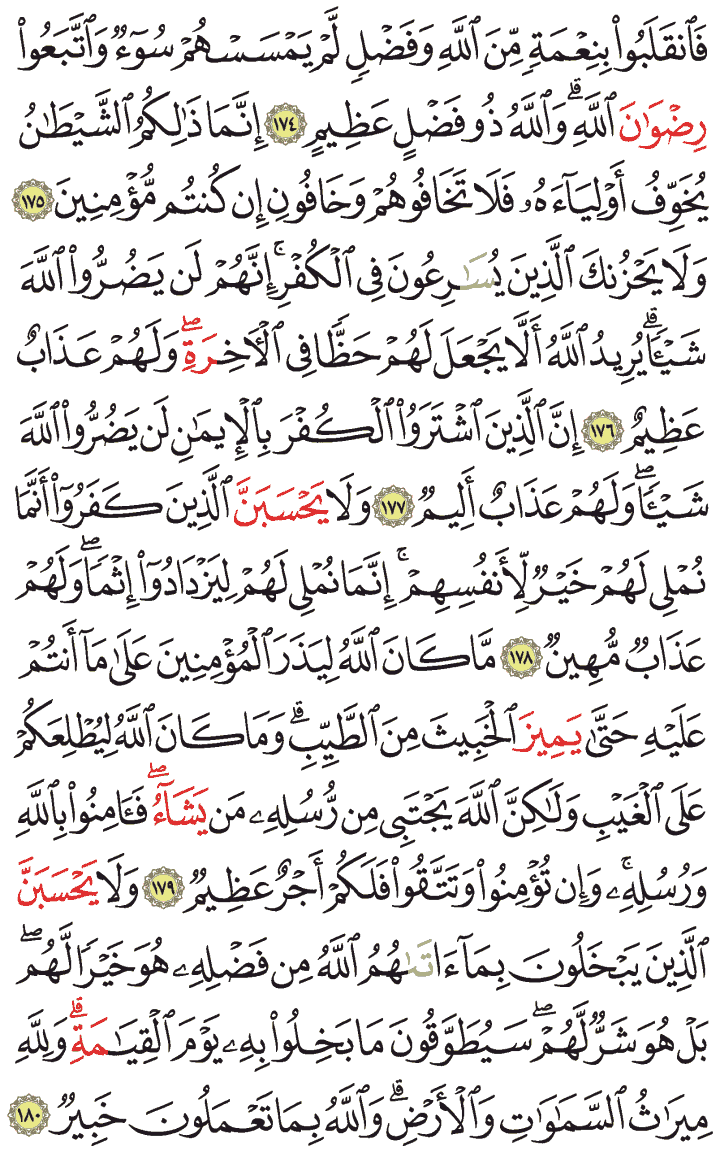 فَٱنقَلَبُواْ بِنِعۡمَةٖ مِّنَ ٱللَّهِ وَفَضۡلٖ لَّمۡ يَمۡسَسۡهُمۡ سُوٓءٞ وَٱتَّبَعُواْ
رِضۡوَٰنَ ٱللَّهِۗ وَٱللَّهُ ذُو فَضۡلٍ عَظِيمٍ ١٧٤ إِنَّمَا ذَٰلِكُمُ ٱلشَّيۡطَٰنُ
يُخَوِّفُ أَوۡلِيَآءَهُۥ فَلَا تَخَافُوهُمۡ وَخَافُونِ إِن كُنتُم مُّؤۡمِنِينَ ١٧٥
وَلَا يَحۡزُنكَ ٱلَّذِينَ يُسَٰرِعُونَ فِي ٱلۡكُفۡرِۚ إِنَّهُمۡ لَن يَضُرُّواْ ٱللَّهَ
شَيۡـٔٗاۗ يُرِيدُ ٱللَّهُ أَلَّا يَجۡعَلَ لَهُمۡ حَظّٗا فِي ٱلۡأٓخِرَةِۖ وَلَهُمۡ عَذَابٌ
عَظِيمٌ ١٧٦ إِنَّ ٱلَّذِينَ ٱشۡتَرَوُاْ ٱلۡكُفۡرَ بِٱلۡإِيمَٰنِ لَن يَضُرُّواْ ٱللَّهَ
شَيۡـٔٗاۖ وَلَهُمۡ عَذَابٌ أَلِيمٞ ١٧٧ وَلَا يَحۡسَبَنَّ ٱلَّذِينَ كَفَرُوٓاْ أَنَّمَا
نُمۡلِي لَهُمۡ خَيۡرٞ لِّأَنفُسِهِمۡۚ إِنَّمَا نُمۡلِي لَهُمۡ لِيَزۡدَادُوٓاْ إِثۡمٗاۖ وَلَهُمۡ
عَذَابٞ مُّهِينٞ ١٧٨ مَّا كَانَ ٱللَّهُ لِيَذَرَ ٱلۡمُؤۡمِنِينَ عَلَىٰ مَآ أَنتُمۡ
عَلَيۡهِ حَتَّىٰ يَمِيزَ ٱلۡخَبِيثَ مِنَ ٱلطَّيِّبِۗ وَمَا كَانَ ٱللَّهُ لِيُطۡلِعَكُمۡ
عَلَى ٱلۡغَيۡبِ وَلَٰكِنَّ ٱللَّهَ يَجۡتَبِي مِن رُّسُلِهِۦ مَن يَشَآءُۖ فَـَٔامِنُواْ بِٱللَّهِ
وَرُسُلِهِۦۚ وَإِن تُؤۡمِنُواْ وَتَتَّقُواْ فَلَكُمۡ أَجۡرٌ عَظِيمٞ ١٧٩ وَلَا يَحۡسَبَنَّ
ٱلَّذِينَ يَبۡخَلُونَ بِمَآ ءَاتَىٰهُمُ ٱللَّهُ مِن فَضۡلِهِۦ هُوَ خَيۡرٗا لَّهُمۖ
بَلۡ هُوَ شَرّٞ لَّهُمۡۖ سَيُطَوَّقُونَ مَا بَخِلُواْ بِهِۦ يَوۡمَ ٱلۡقِيَٰمَةِۗ وَلِلَّهِ
مِيرَٰثُ ٱلسَّمَٰوَٰتِ وَٱلۡأَرۡضِۗ وَٱللَّهُ بِمَا تَعۡمَلُونَ خَبِيرٞ ١٨٠